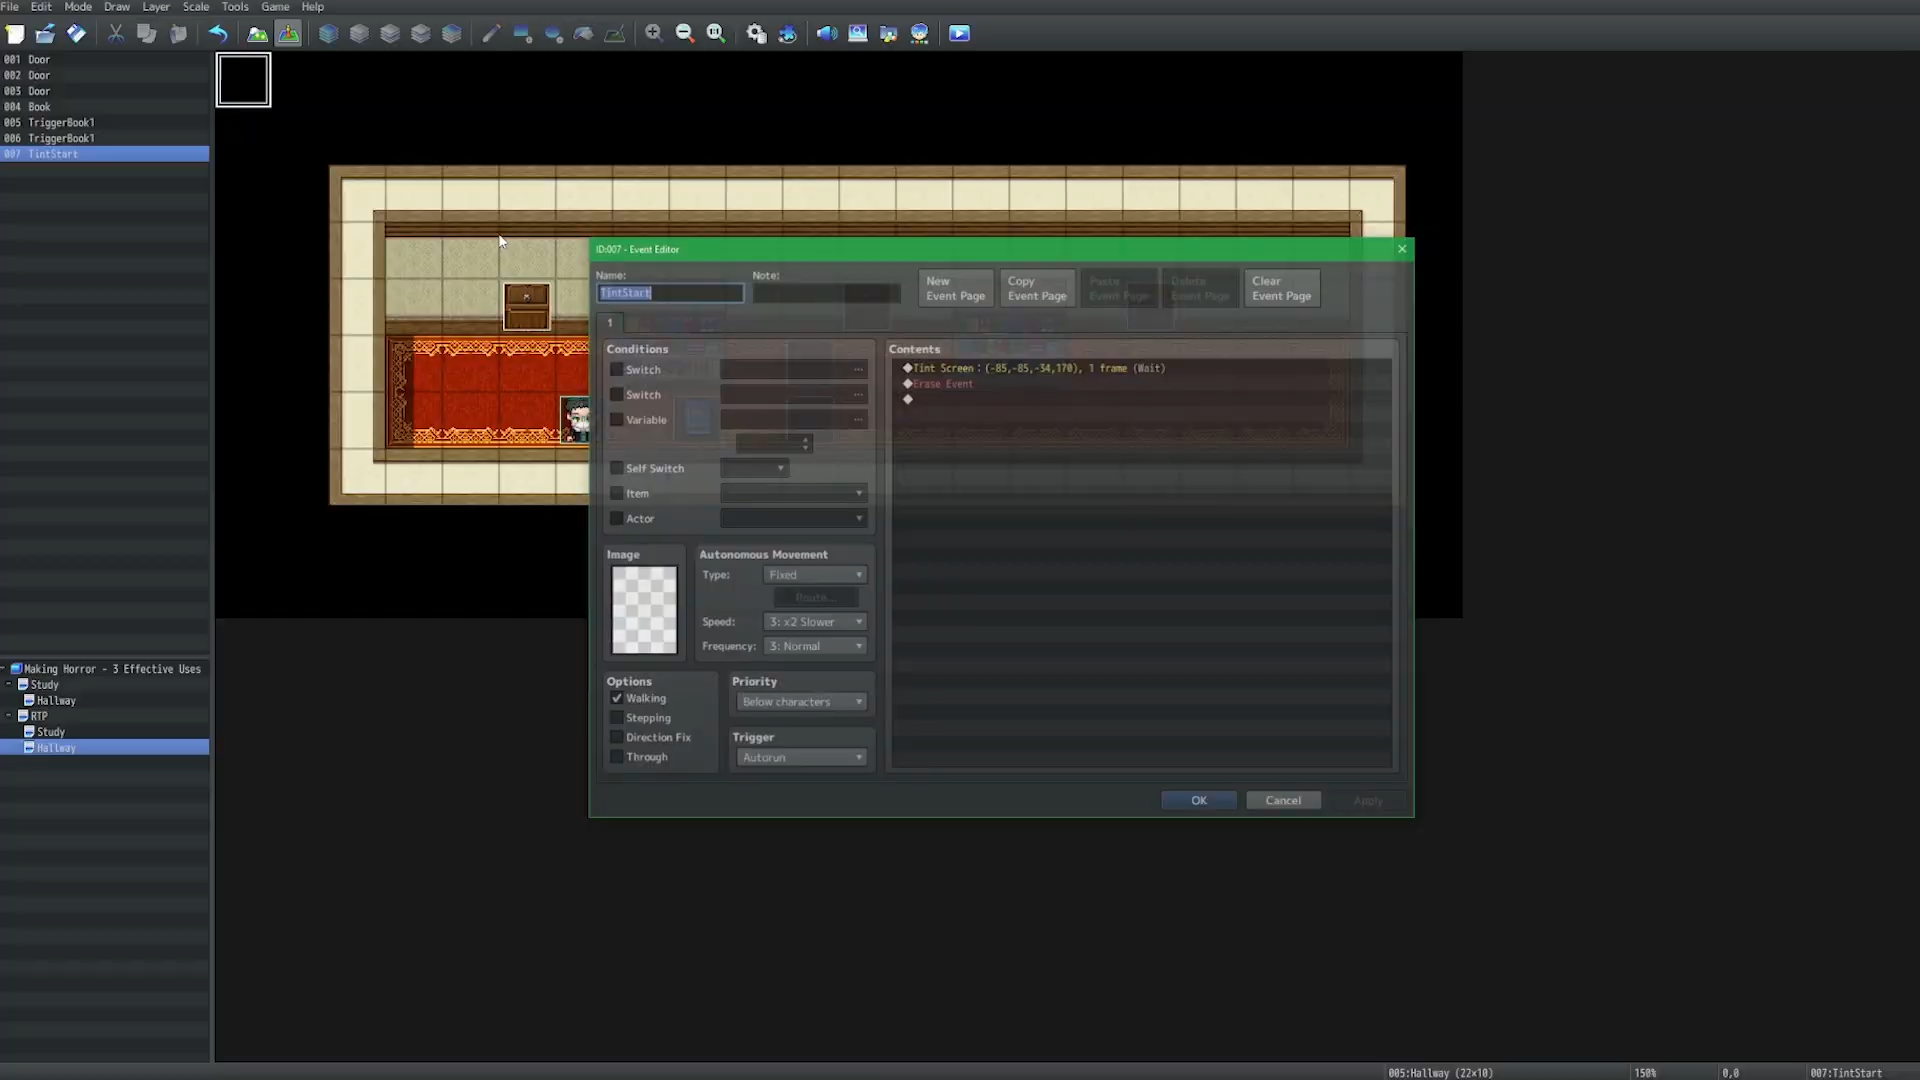 File Edit Mode Draw Layer Scale Tools Game Help
001 Door
002 Door
003 Door
004 Book
005 TriggerBook1
006 TriggerBook1
007 TintStart
ID:007 - Event Editor
Name:
Note:
TintStart
New
Event Page
Copy
Event Page
Paste
Event Page
Delete
Event Page
Clear
Event Page
1
Conditions
Switch
...
Switch
...
Variable
...
Self Switch
Item
Actor
Image
Autonomous Movement
Type: Fixed
Route...
Speed: 3: x2 Slower
Frequency: 3: Normal
Options
Walking
Stepping
Direction Fix
Through
Priority
Below characters
Trigger
Autorun
Contents
◆Tint Screen : (-85,-85,-34,170), 1 frame (Wait)
◆Erase Event
◆
OK
Cancel
Apply
Making Horror - 3 Effective Uses
Study
Hallway
RTP
Study
Hallway
005:Hallway (22×10)
150%
0,0
007:TintStart